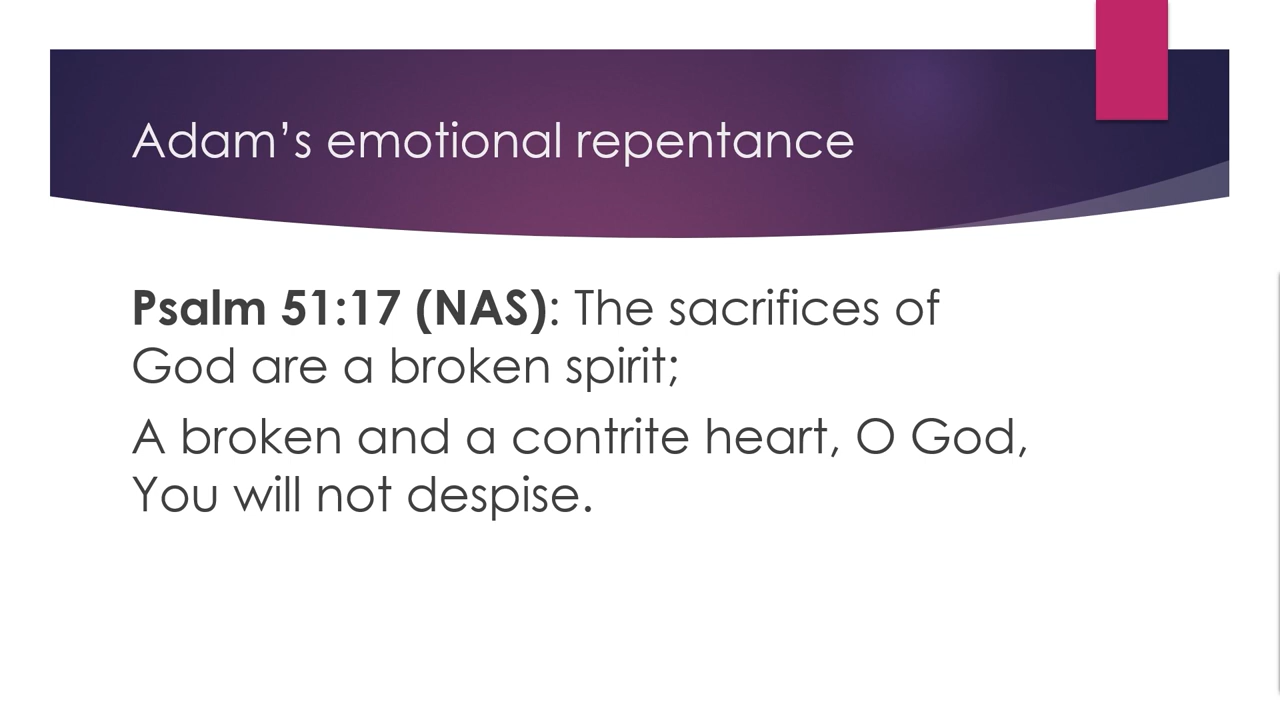 Adam’s emotional repentance
Psalm 51:17 (NAS): The sacrifices of
God are a broken spirit;
A broken and a contrite heart, O God,
You will not despise.